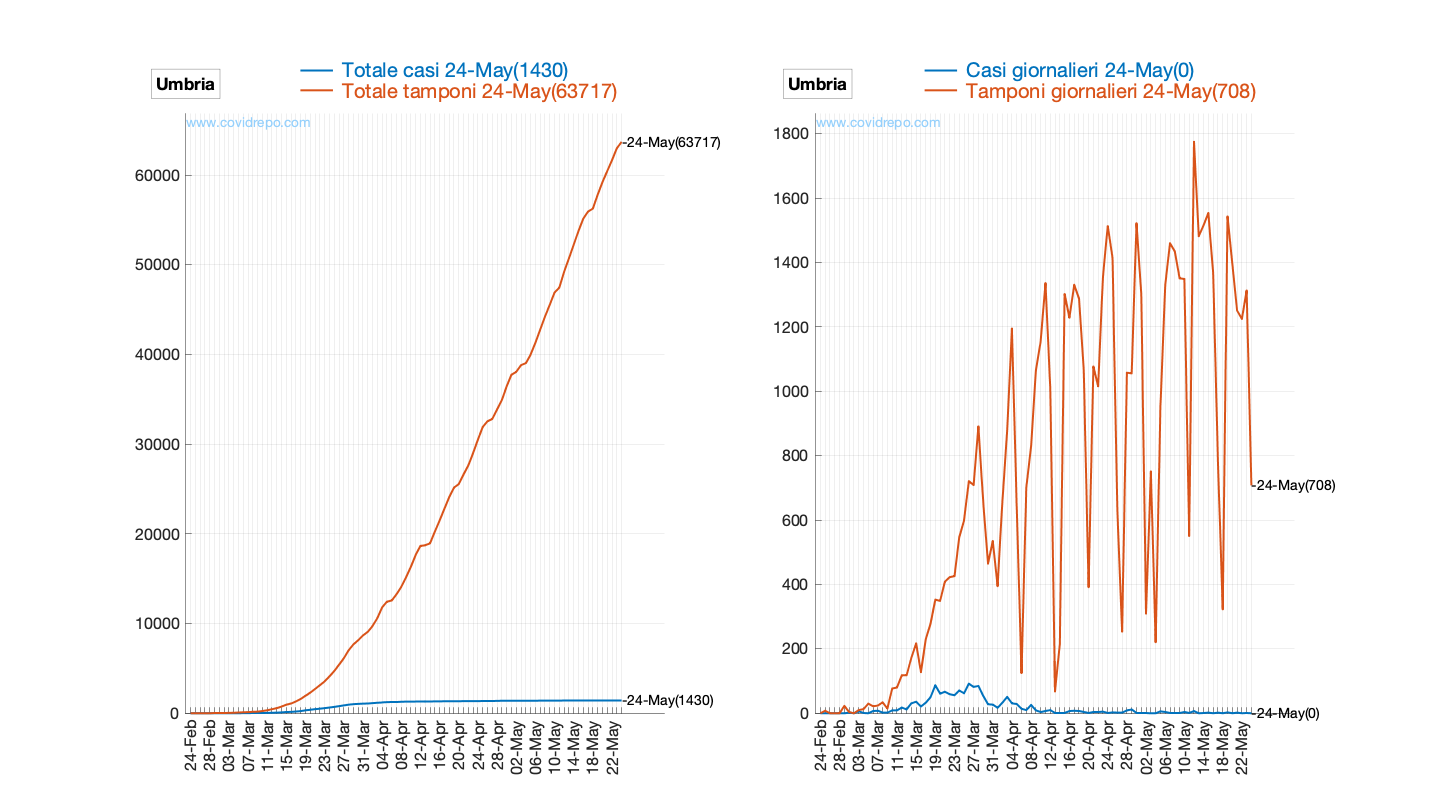 Umbria
Totale casi 24-May(1430)
Totale tamponi 24-May(63717)
www.covidrepo.com
60000
50000
40000
30000
20000
10000
0
24-May(63717)
24-May(1430)
24-Feb
28-Feb
03-Mar
07-Mar
11-Mar
15-Mar
19-Mar
23-Mar
27-Mar
31-Mar
04-Apr
08-Apr
12-Apr
16-Apr
20-Apr
24-Apr
28-Apr
02-May
06-May
10-May
14-May
18-May
22-May
Umbria
Casi giornalieri 24-May(0)
Tamponi giornalieri 24-May(708)
www.covidrepo.com
1800
1600
1400
1200
1000
800
600
400
200
0
24-May(708)
24-May(0)
24-Feb
28-Feb
03-Mar
07-Mar
11-Mar
15-Mar
19-Mar
23-Mar
27-Mar
31-Mar
04-Apr
08-Apr
12-Apr
16-Apr
20-Apr
24-Apr
28-Apr
02-May
06-May
10-May
14-May
18-May
22-May